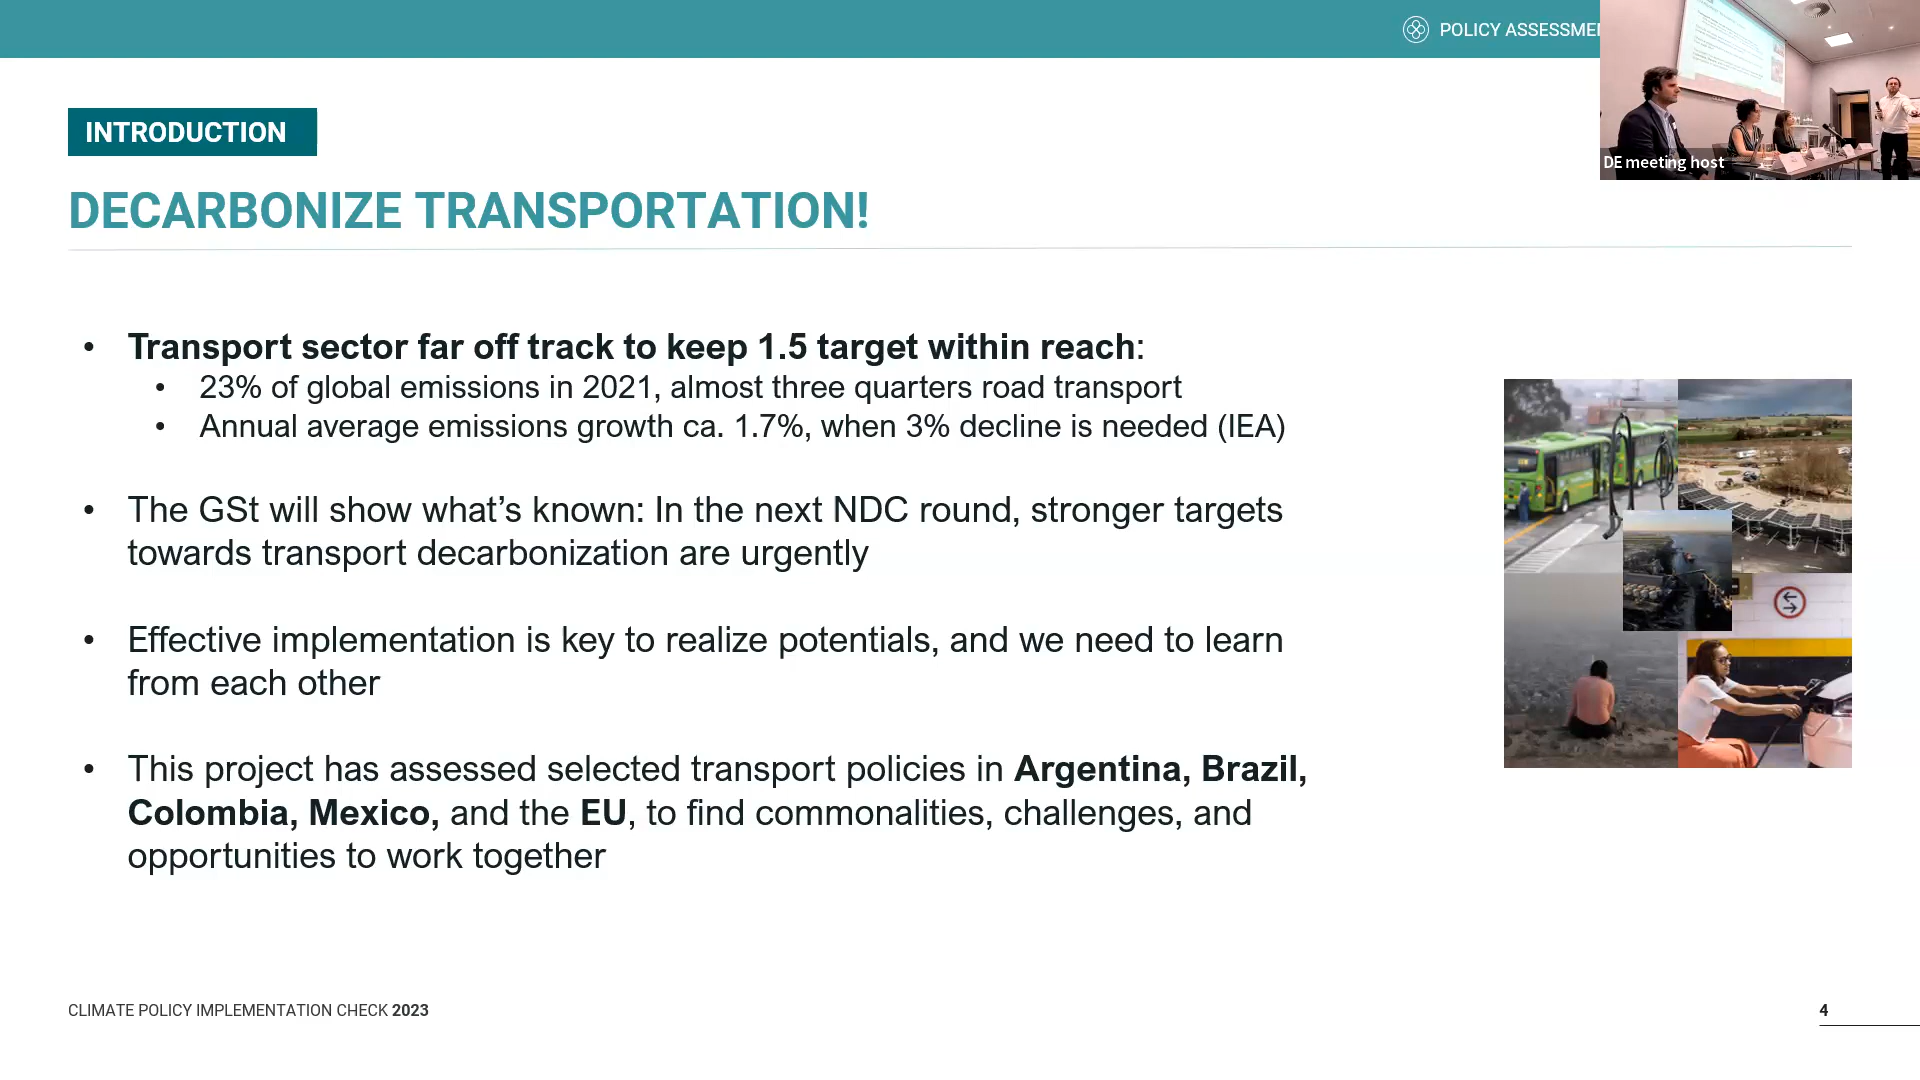 POLICY ASSESSMEN
DE meeting host
INTRODUCTION
DECARBONIZE TRANSPORTATION!
• Transport sector far off track to keep 1.5 target within reach:
• 23% of global emissions in 2021, almost three quarters road transport
• Annual average emissions growth ca. 1.7%, when 3% decline is needed (IEA)
• The GSt will show what’s known: In the next NDC round, stronger targets
towards transport decarbonization are urgently
• Effective implementation is key to realize potentials, and we need to learn
from each other
• This project has assessed selected transport policies in Argentina, Brazil,
Colombia, Mexico, and the EU, to find commonalities, challenges, and
opportunities to work together
CLIMATE POLICY IMPLEMENTATION CHECK 2023
4